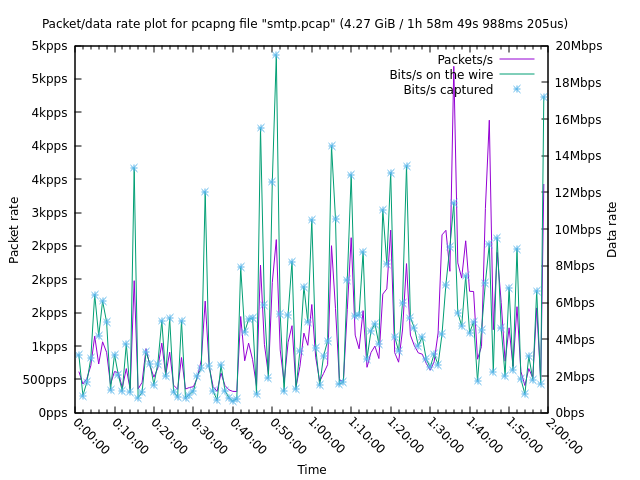 Packet/data rate plot for pcapng file "smtp.pcap" (4.27 GiB / 1h 58m 49s 988ms 205us)
5kpps
5kpps
4kpps
4kpps
4kpps
3kpps
2kpps
2kpps
2kpps
1kpps
500pps
0pps
Packet rate
Packets/s
Bits/s on the wire
Bits/s captured
20Mbps
18Mbps
16Mbps
14Mbps
12Mbps
10Mbps
8Mbps
6Mbps
4Mbps
2Mbps
0bps
Data rate
0:00:00
0:10:00
0:20:00
0:30:00
0:40:00
0:50:00
1:00:00
1:10:00
1:20:00
1:30:00
1:40:00
1:50:00
2:00:00
Time